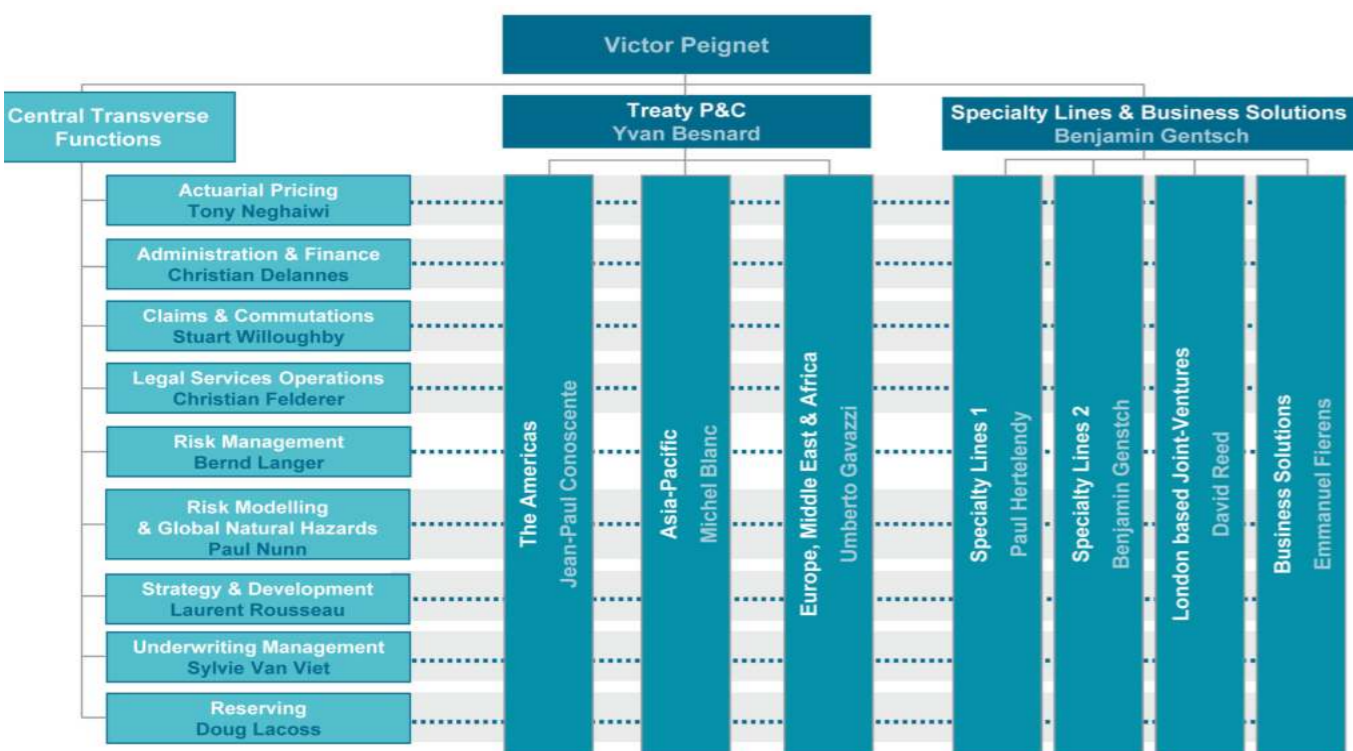 Victor Peignet
Central Transverse
Functions
Treaty P&C
Yvan Besnard
Specialty Lines & Business Solutions
Benjamin Gentsch
Actuarial Pricing
Tony Neghaiwi
Administration & Finance
Christian Delannes
Claims & Commutations
Stuart Willoughby
Legal Services Operations
Christian Felderer
Risk Management
Bernd Langer
Risk Modelling
& Global Natural Hazards
Paul Nunn
Strategy & Development
Laurent Rousseau
Underwriting Management
Sylvie Van Viet
Reserving
Doug Lacoss
The Americas
Jean-Paul Conoscente
Asia-Pacific
Michel Blanc
Europe, Middle East & Africa
Umberto Gavazzi
Specialty Lines 1
Paul Hertelendy
Specialty Lines 2
Benjamin Genstch
London based Joint-Ventures
David Reed
Business Solutions
Emmanuel Fierens